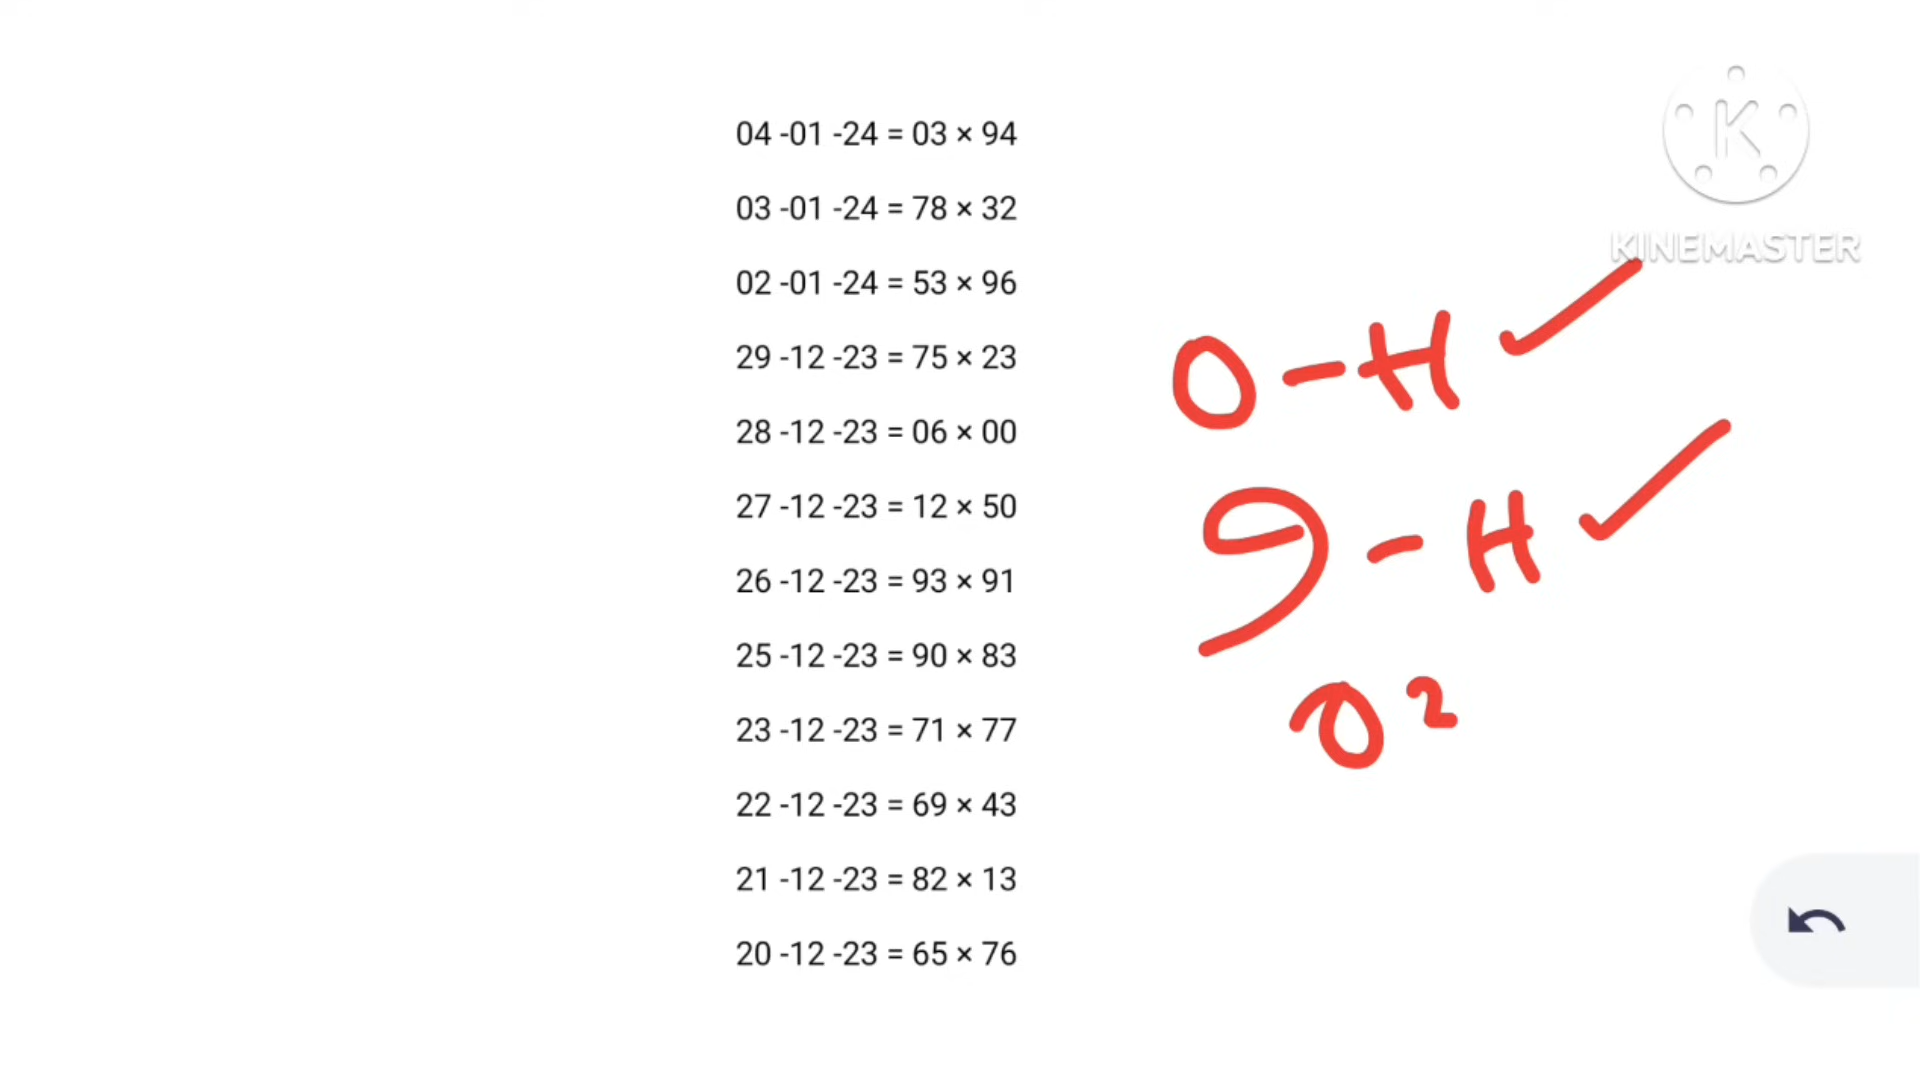 04 -01 -24 = 03 × 94
03 -01 -24 = 78 × 32
02 -01 -24 = 53 × 96
29 -12 -23 = 75 × 23
28 -12 -23 = 06 × 00
27 -12 -23 = 12 × 50
26 -12 -23 = 93 × 91
25 -12 -23 = 90 × 83
23 -12 -23 = 71 × 77
22 -12 -23 = 69 × 43
21 -12 -23 = 82 × 13
20 -12 -23 = 65 × 76
KINEMASTER
0 - H
9 - H